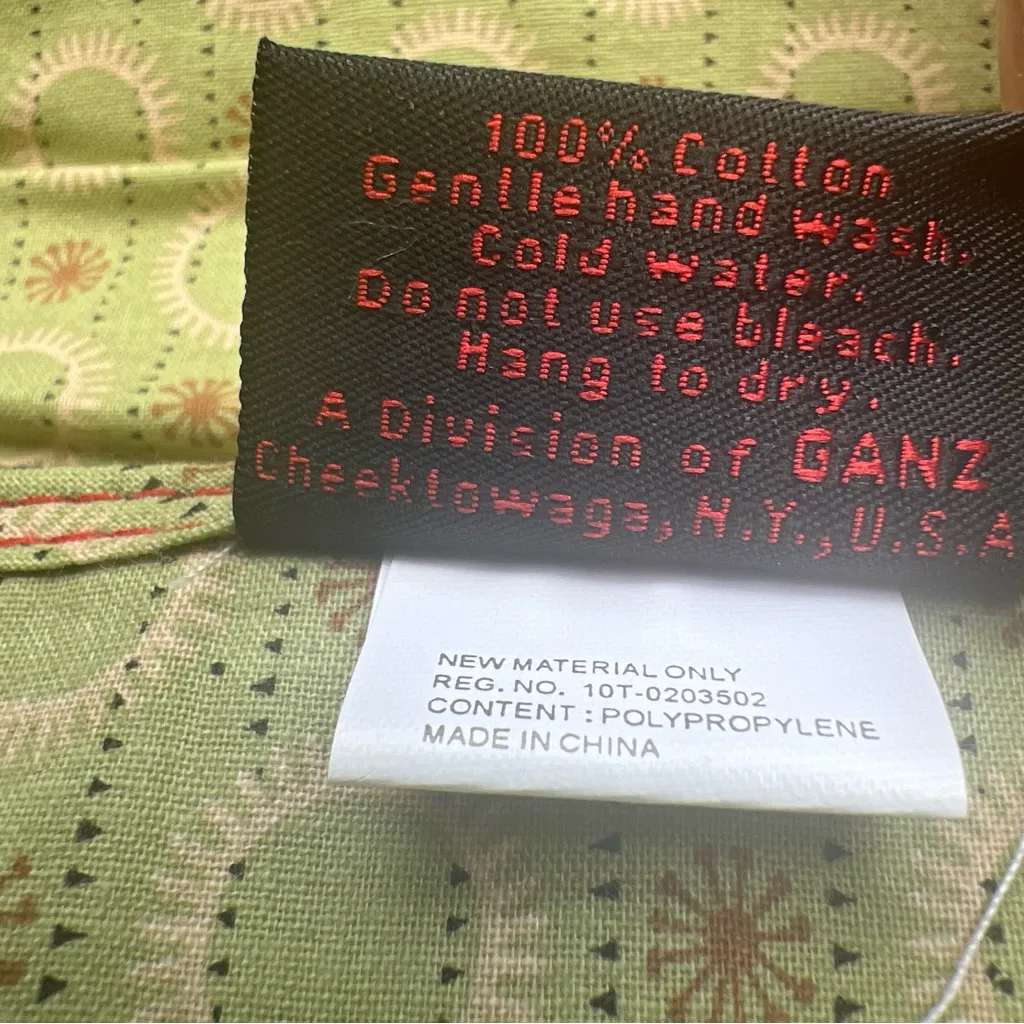 100% Cotton
Gentle hand wash.
Cold water.
Do not use bleach.
Hang to dry.
A Division of GANZ
Cheektowaga, N.Y., U.S.A
NEW MATERIAL ONLY
REG. NO. 10T-0203502
CONTENT : POLYPROPYLENE
MADE IN CHINA